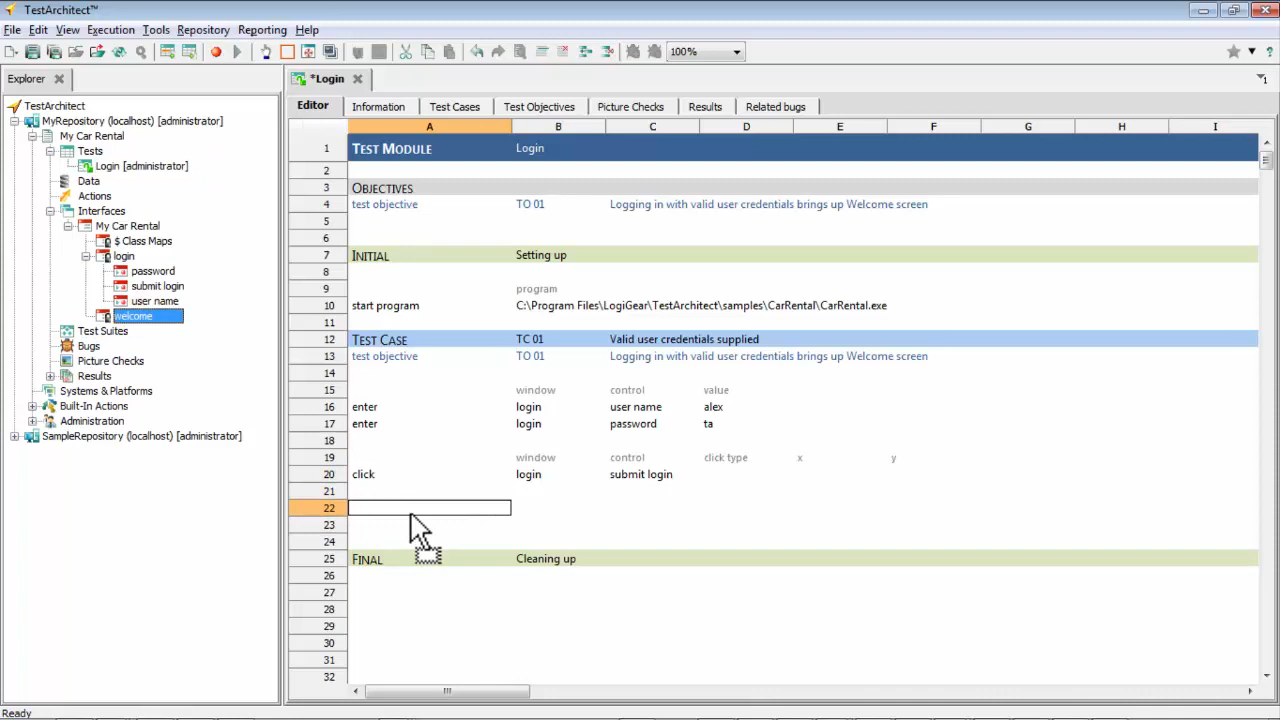 TestArchitect™
File Edit View Execution Tools Repository Reporting Help
100%
Explorer
TestArchitect
MyRepository (localhost) [administrator]
My Car Rental
Tests
Login [administrator]
Data
Actions
Interfaces
My Car Rental
$ Class Maps
login
password
submit login
user name
welcome
Test Suites
Bugs
Picture Checks
Results
Systems & Platforms
Built-In Actions
Administration
SampleRepository (localhost) [administrator]
*Login
1
Editor Information Test Cases Test Objectives Picture Checks Results Related bugs
A B C D E F G H I
1 TEST MODULE Login
2
3 OBJECTIVES
4 test objective TO 01 Logging in with valid user credentials brings up Welcome screen
5
6
7 INITIAL Setting up
8
9 program
10 start program C:\Program Files\LogiGear\TestArchitect\samples\CarRental\CarRental.exe
11
12 TEST CASE TC 01 Valid user credentials supplied
13 test objective TO 01 Logging in with valid user credentials brings up Welcome screen
14
15 window control value
16 enter login user name alex
17 enter login password ta
18
19 window control click type x y
20 click login submit login
21
22
23
24
25 FINAL Cleaning up
26
27
28
29
30
31
32
Ready